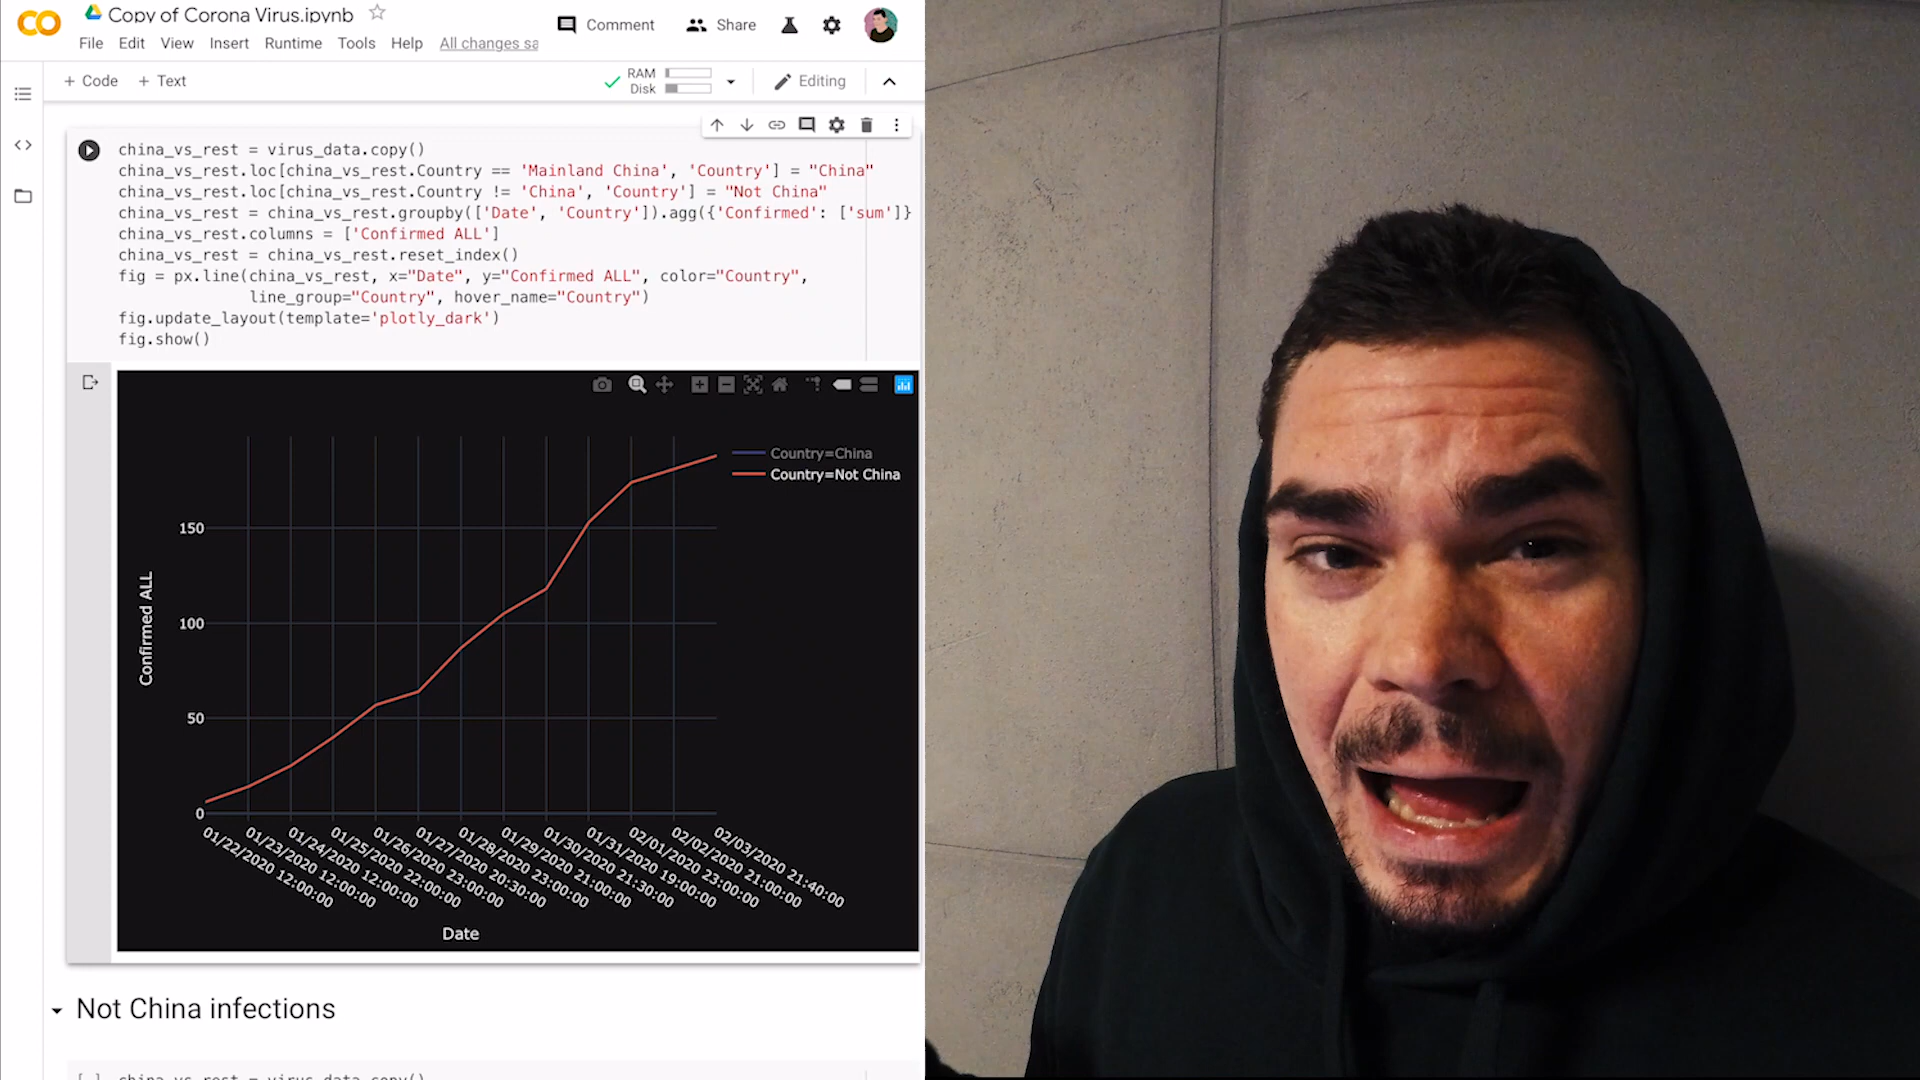 Copy of Corona Virus.ipynb
Comment
Share
File Edit View Insert Runtime Tools Help All changes sa
+ Code + Text
RAM
Disk
Editing
china_vs_rest = virus_data.copy()
china_vs_rest.loc[china_vs_rest.Country == 'Mainland China', 'Country'] = "China"
china_vs_rest.loc[china_vs_rest.Country != 'China', 'Country'] = "Not China"
china_vs_rest = china_vs_rest.groupby(['Date', 'Country']).agg({'Confirmed': ['sum']}
china_vs_rest.columns = ['Confirmed ALL']
china_vs_rest = china_vs_rest.reset_index()
fig = px.line(china_vs_rest, x="Date", y="Confirmed ALL", color="Country",
line_group="Country", hover_name="Country")
fig.update_layout(template='plotly_dark')
fig.show()
Country=China
Country=Not China
150
100
50
0
Confirmed ALL
01/22/2020 12:00:00
01/23/2020 12:00:00
01/24/2020 12:00:00
01/25/2020 22:00:00
01/26/2020 23:00:00
01/27/2020 20:30:00
01/28/2020 23:00:00
01/29/2020 21:00:00
01/30/2020 21:30:00
01/31/2020 19:00:00
02/01/2020 23:00:00
02/02/2020 21:00:00
02/03/2020 21:40:00
Date
Not China infections
china_vs_rest = virus_data.copy()